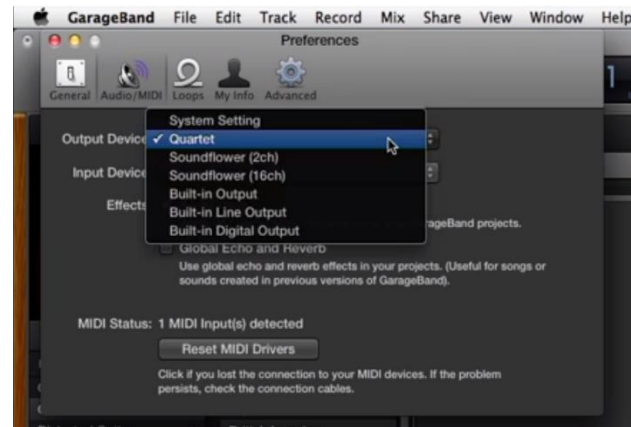 GarageBand File Edit Track Record Mix Share View Window Help
Preferences
1
General Audio/MIDI Loops My Info Advanced
System Setting
Output Device ✓ Quartet
Soundflower (2ch)
Input Device Soundflower (16ch)
Built-in Output
Effects Built-in Line Output
GarageBand projects.
Built-in Digital Output
Global Echo and Reverb
Use global echo and reverb effects in your projects. (Useful for songs or
sounds created in previous versions of GarageBand).
MIDI Status: 1 MIDI Input(s) detected
Reset MIDI Drivers
Click if you lost the connection to your MIDI devices. If the problem
persists, check the connection cables.